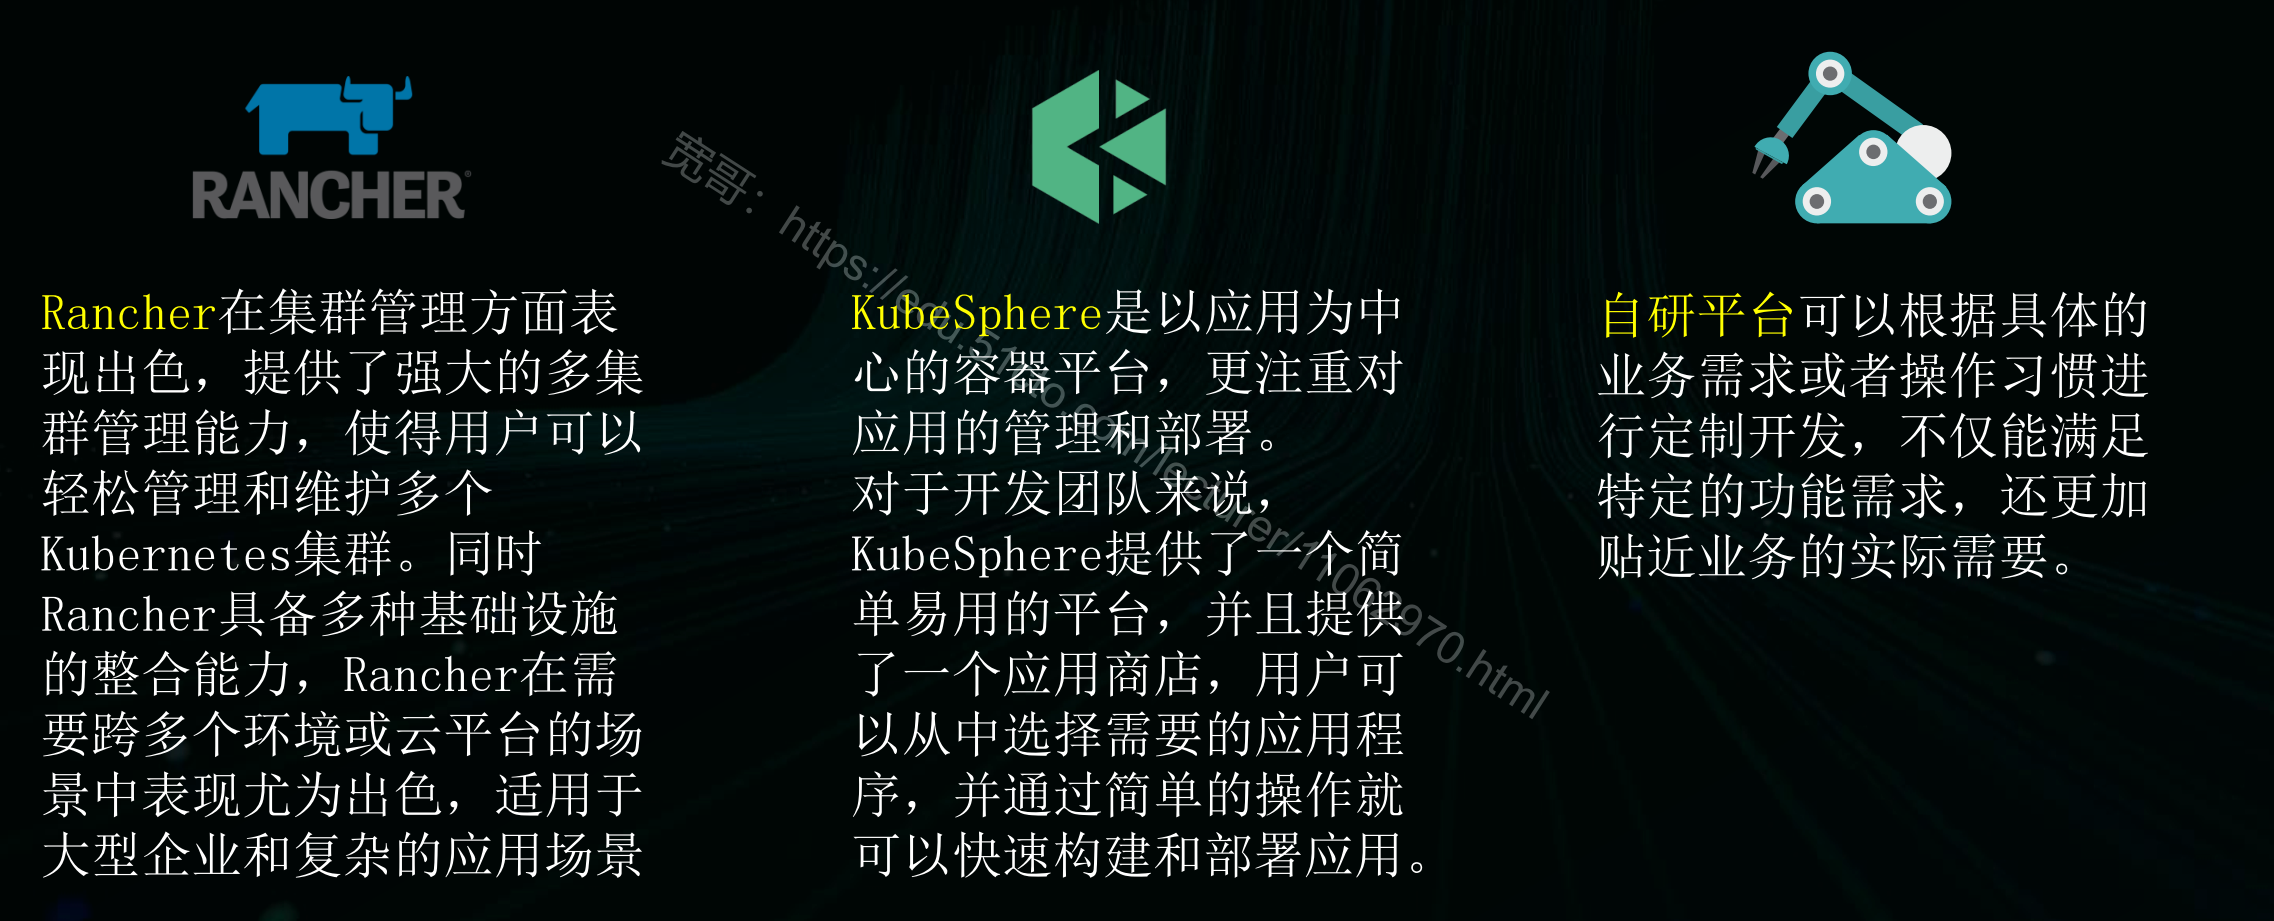 RANCHER
Rancher在集群管理方面表
现出色，提供了强大的多集
群管理能力，使得用户可以
轻松管理和维护多个
Kubernetes集群。同时
Rancher具备多种基础设施
的整合能力，Rancher在需
要跨多个环境或云平台的场
景中表现尤为出色，适用于
大型企业和复杂的应用场景
KubeSphere是以应用为中
心的容器平台，更注重对
应用的管理和部署。
对于开发团队来说，
KubeSphere提供了一个简
单易用的平台，并且提供
了一个应用商店，用户可
以从中选择需要的应用程
序，并通过简单的操作就
可以快速构建和部署应用。
自研平台可以根据具体的
业务需求或者操作习惯进
行定制开发，不仅能满足
特定的功能需求，还更加
贴近业务的实际需要。
宽哥：https://edu.51cto.com/lecturer/11062970.html